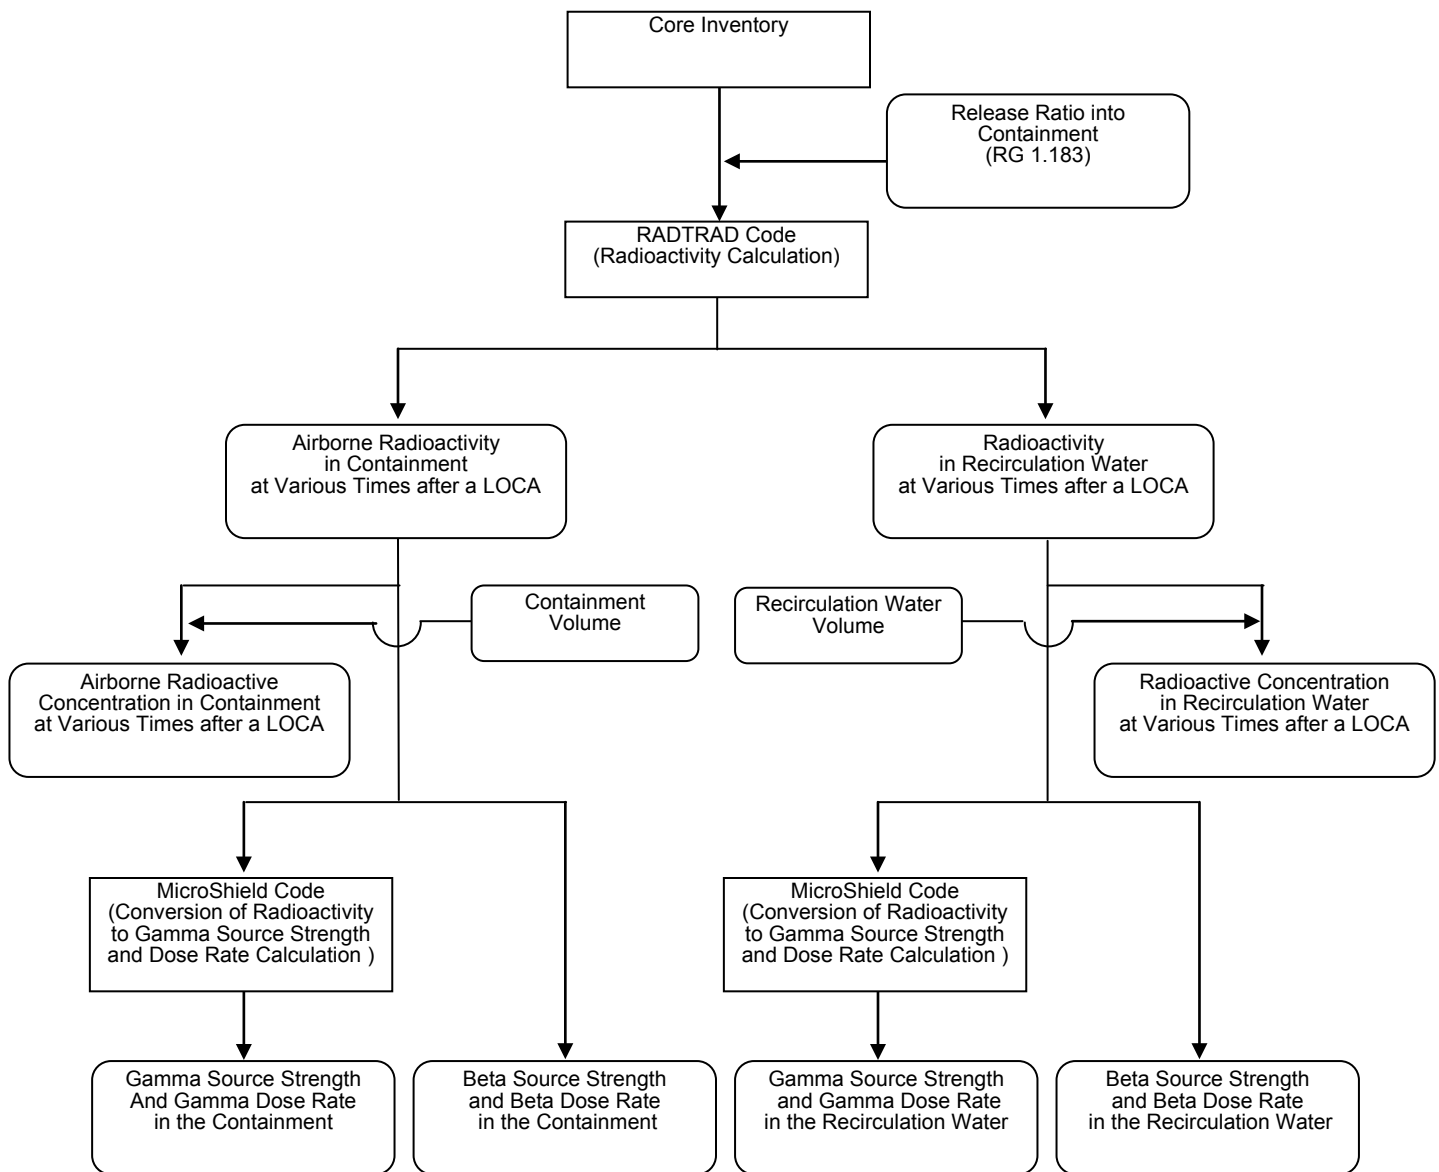 Core Inventory
Release Ratio into
Containment
(RG 1.183)
RADTRAD Code
(Radioactivity Calculation)
Airborne Radioactivity
in Containment
at Various Times after a LOCA
Radioactivity
in Recirculation Water
at Various Times after a LOCA
Containment
Volume
Recirculation Water
Volume
Airborne Radioactive
Concentration in Containment
at Various Times after a LOCA
Radioactive Concentration
in Recirculation Water
at Various Times after a LOCA
MicroShield Code
(Conversion of Radioactivity
to Gamma Source Strength
and Dose Rate Calculation )
MicroShield Code
(Conversion of Radioactivity
to Gamma Source Strength
and Dose Rate Calculation )
Gamma Source Strength
And Gamma Dose Rate
in the Containment
Beta Source Strength
and Beta Dose Rate
in the Containment
Gamma Source Strength
and Gamma Dose Rate
in the Recirculation Water
Beta Source Strength
and Beta Dose Rate
in the Recirculation Water